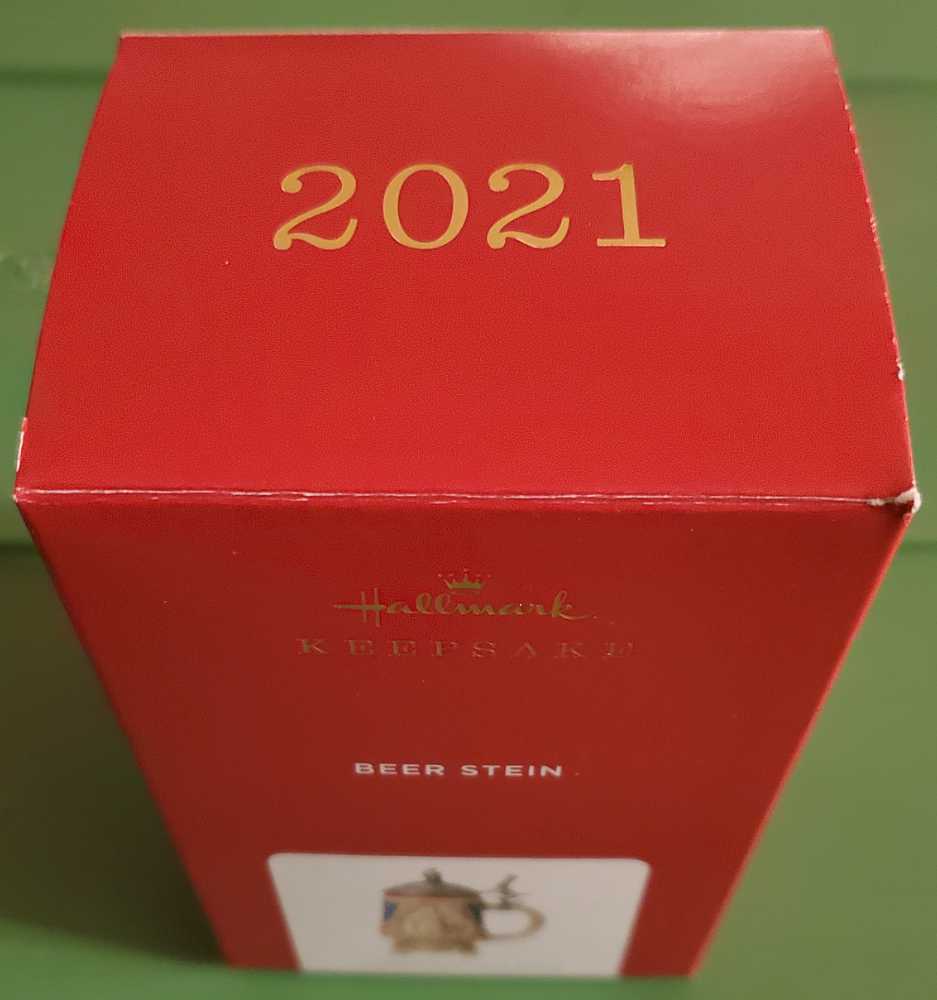 2021
Hallmark
KEEPSAKE
BEER STEIN